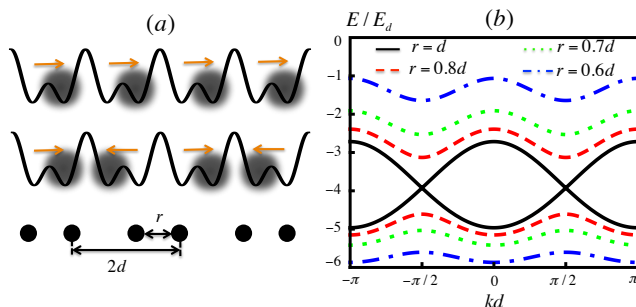 (a)
r
2d
E / E_d
(b)
r = d
r = 0.7d
r = 0.8d
r = 0.6d
0
−1
−2
−3
−4
−5
−6
−π
−π / 2
0
π / 2
π
kd